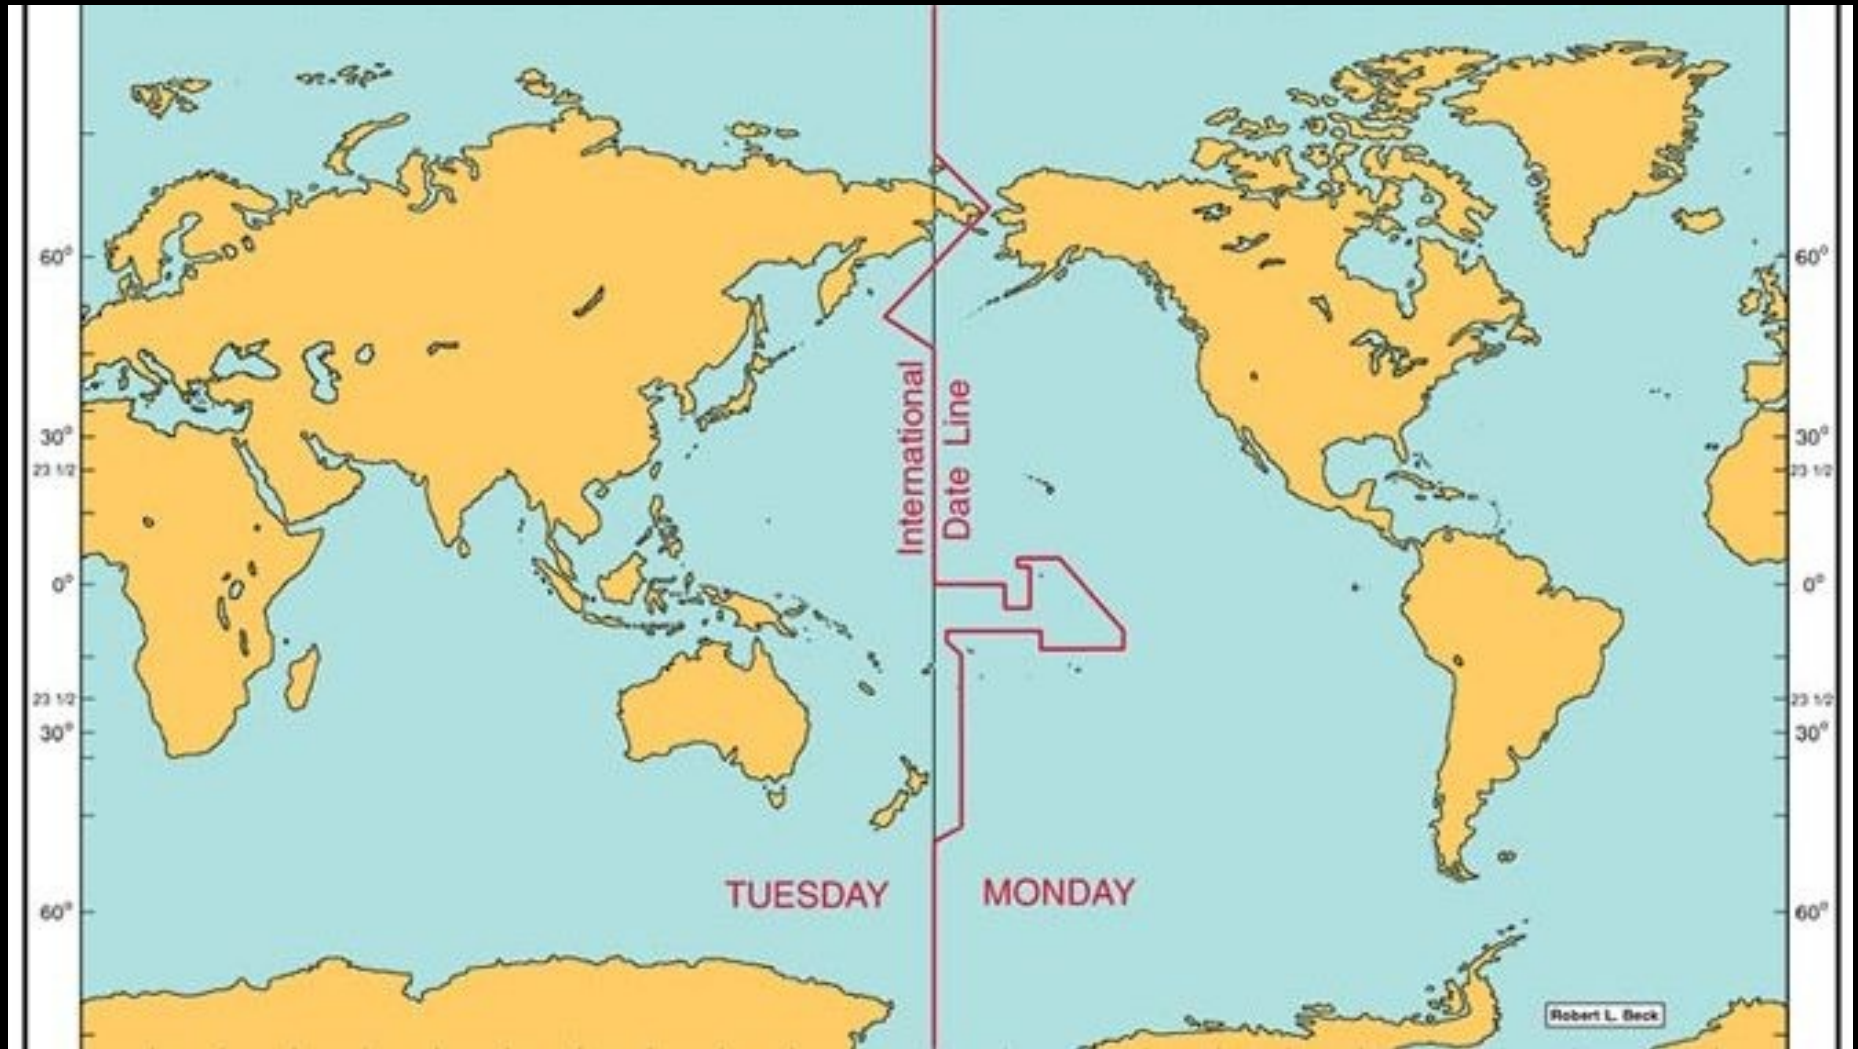 60°
60°
International
Date Line
30°
30°
23 1/2
23 1/2
0°
0°
23 1/2
23 1/2
30°
30°
TUESDAY
MONDAY
60°
60°
Robert L. Beck